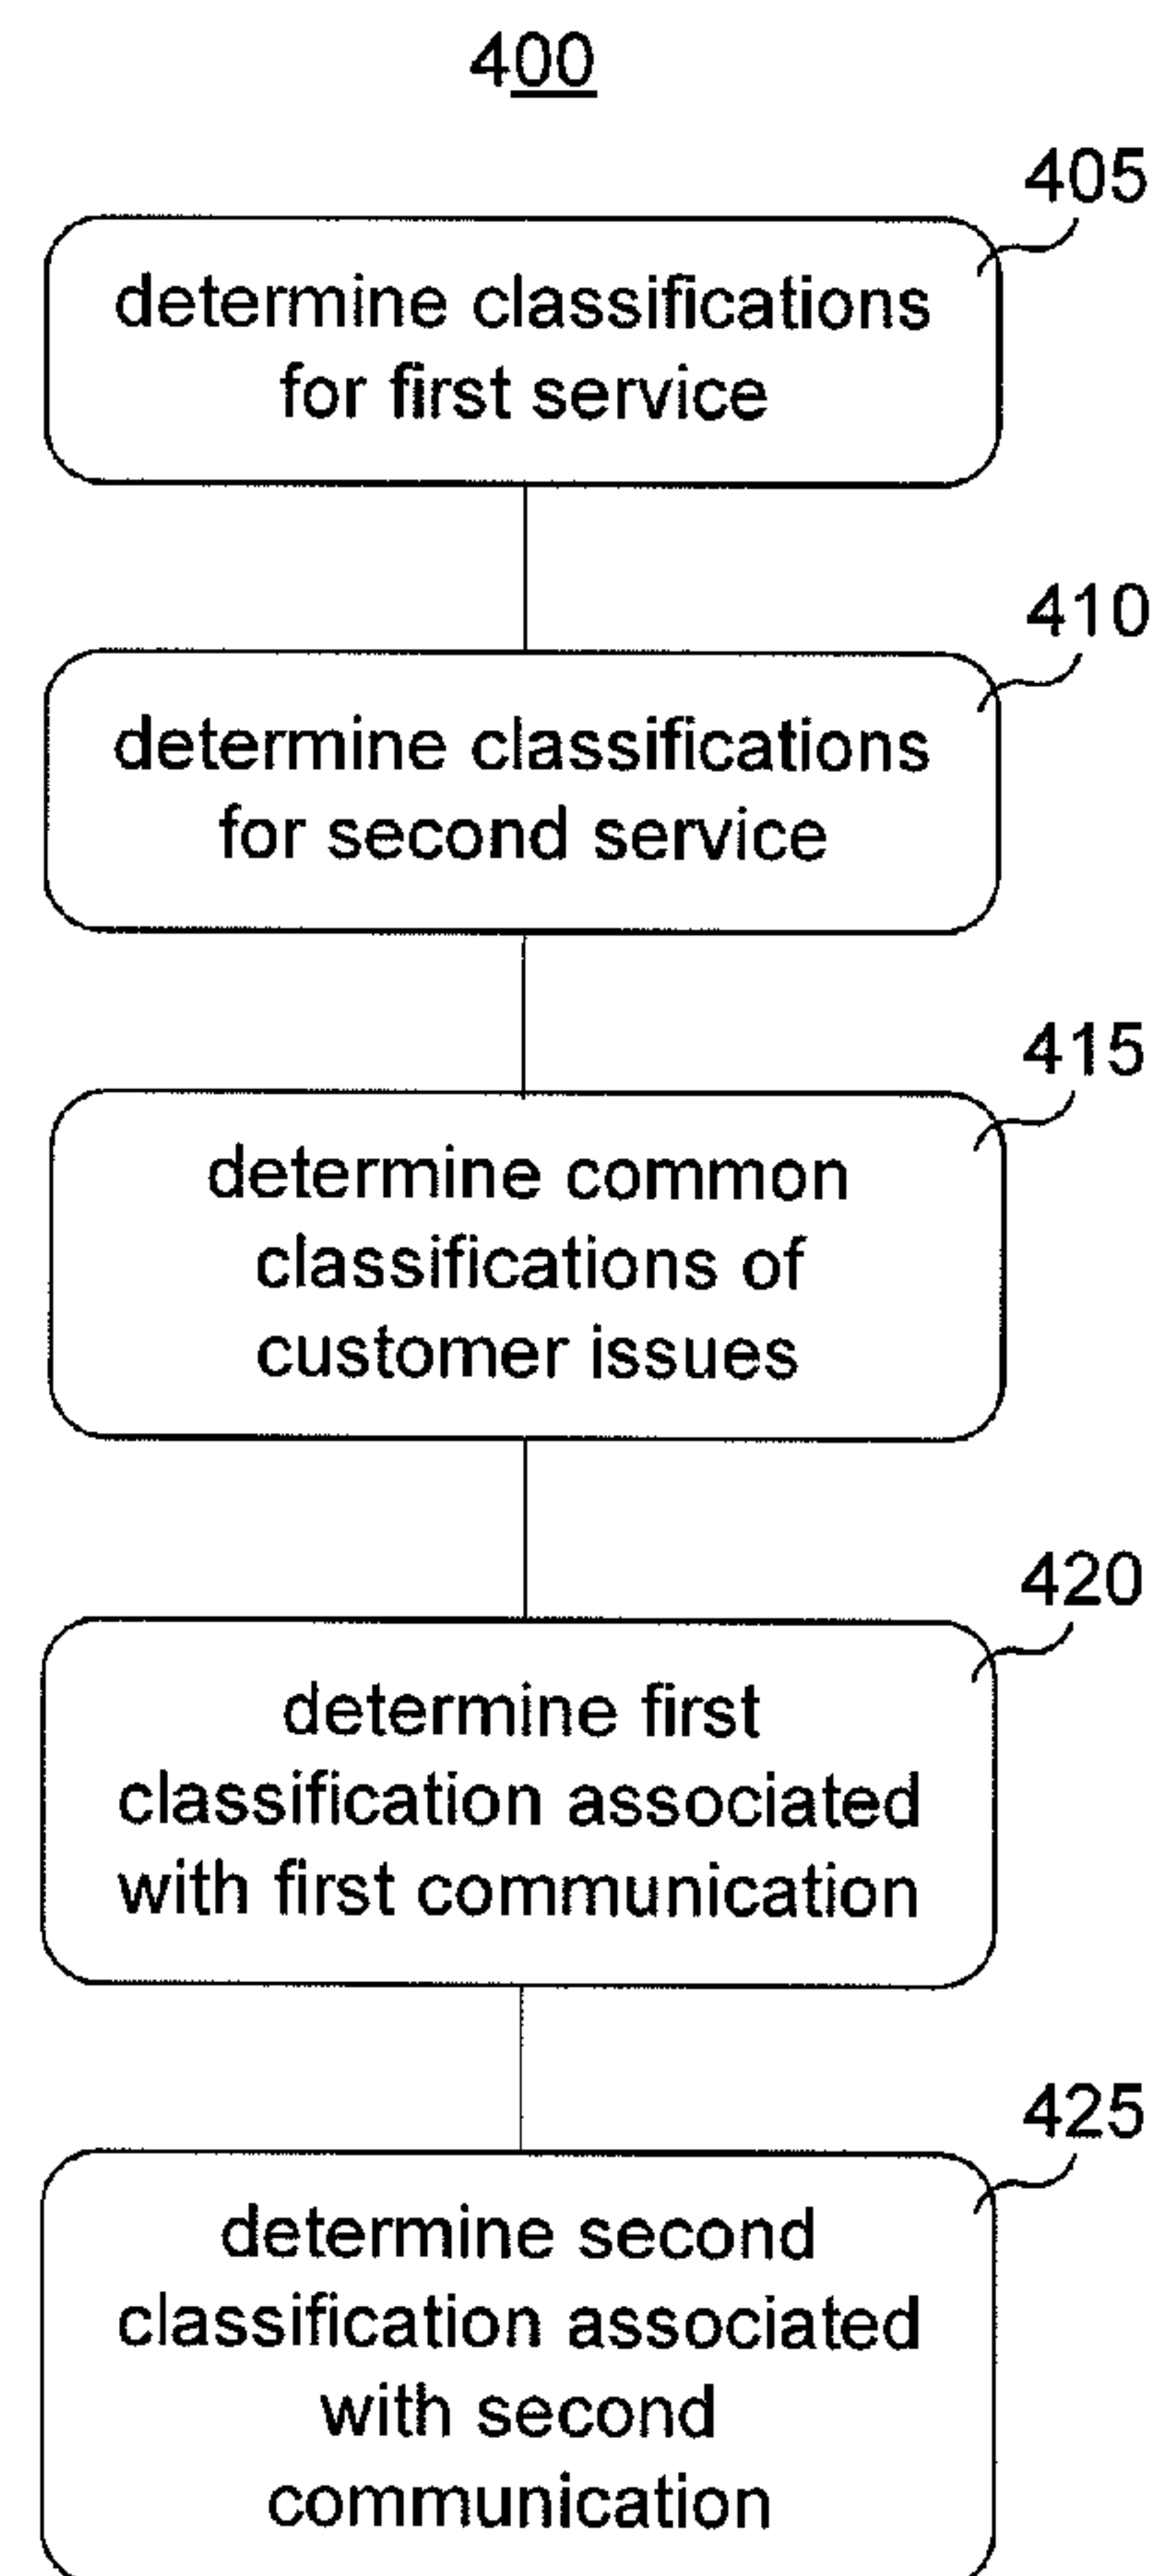 400
405
determine classifications
for first service
410
determine classifications
for second service
415
determine common
classifications of
customer issues
420
determine first
classification associated
with first communication
425
determine second
classification associated
with second
communication